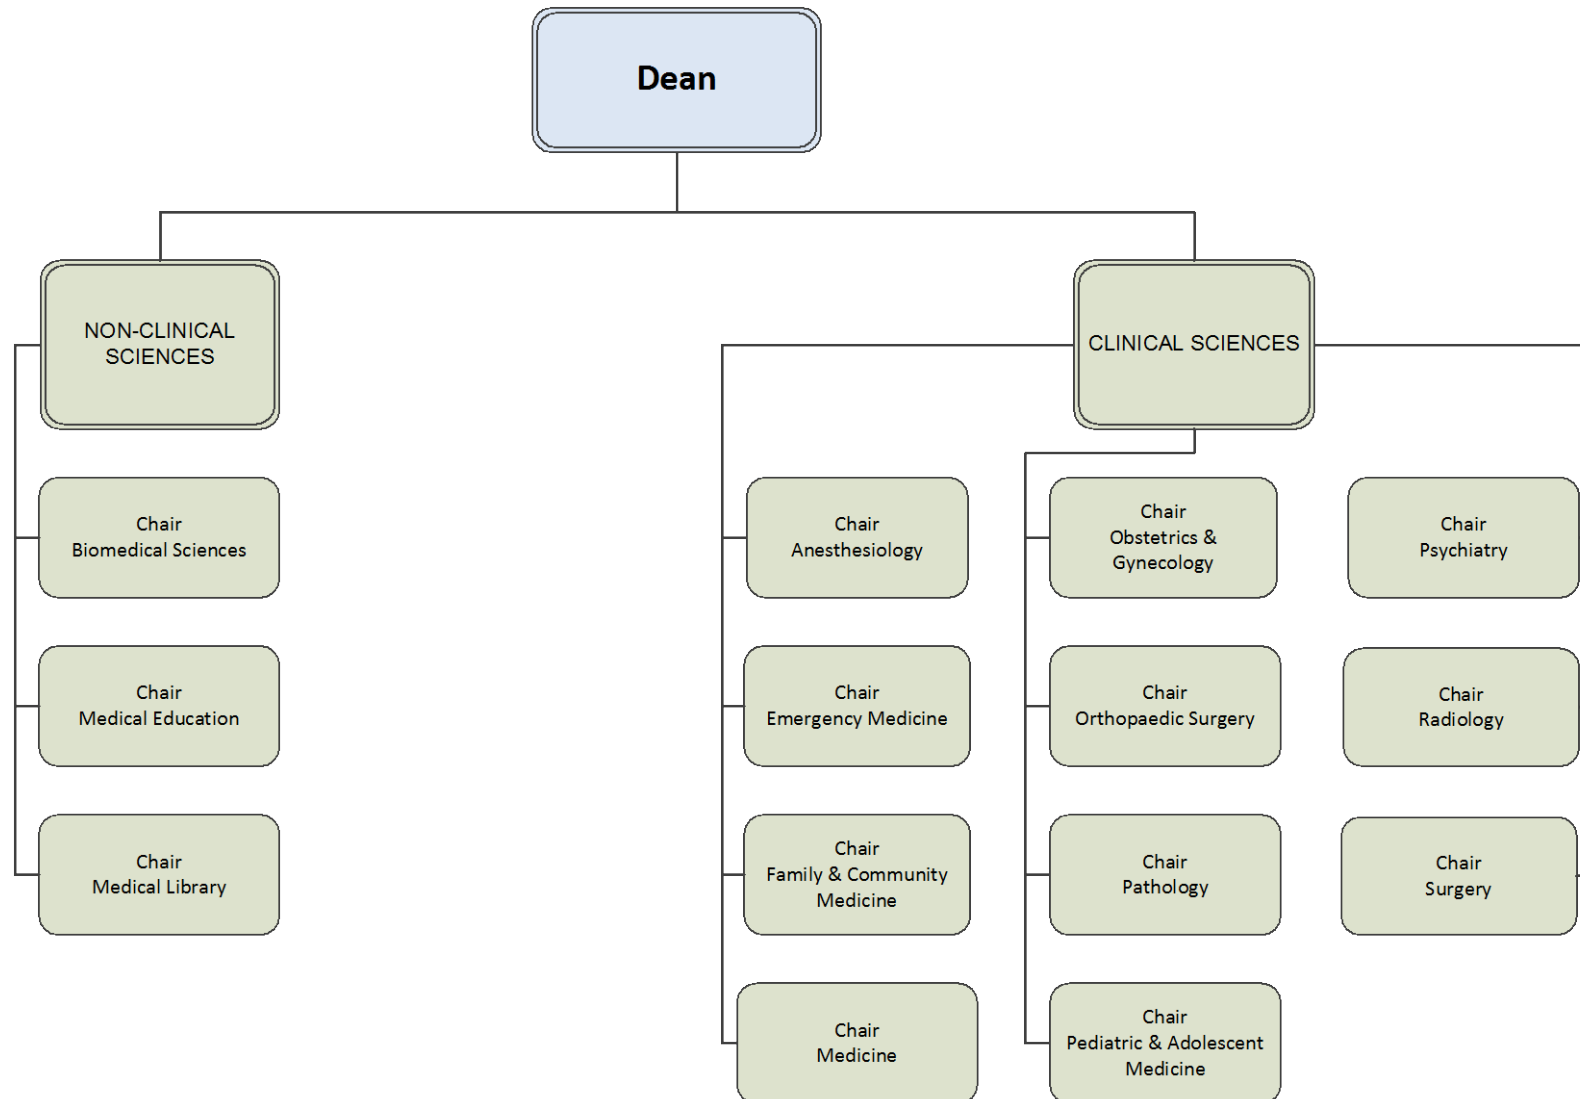 Dean
NON-CLINICAL
SCIENCES
CLINICAL SCIENCES
Chair
Biomedical Sciences
Chair
Medical Education
Chair
Medical Library
Chair
Anesthesiology
Chair
Emergency Medicine
Chair
Family & Community
Medicine
Chair
Medicine
Chair
Obstetrics &
Gynecology
Chair
Orthopaedic Surgery
Chair
Pathology
Chair
Pediatric & Adolescent
Medicine
Chair
Psychiatry
Chair
Radiology
Chair
Surgery